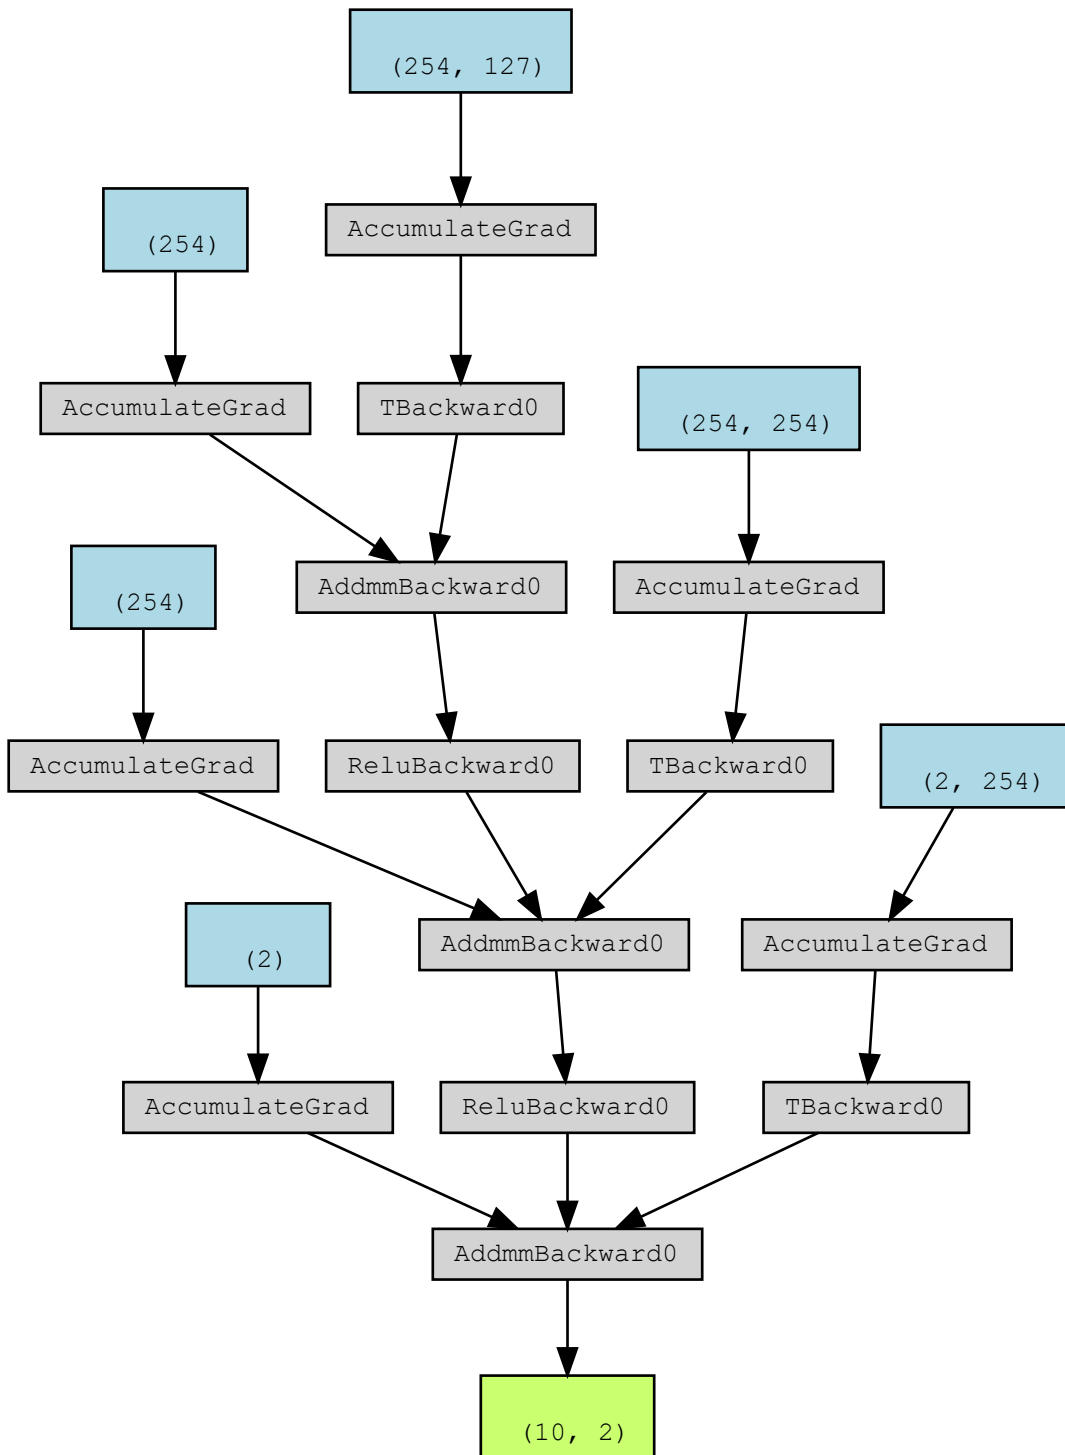 (254, 127)
(254)
AccumulateGrad
AccumulateGrad
TBackward0
(254, 254)
(254)
AddmmBackward0
AccumulateGrad
AccumulateGrad
ReluBackward0
TBackward0
(2, 254)
(2)
AddmmBackward0
AccumulateGrad
AccumulateGrad
ReluBackward0
TBackward0
AddmmBackward0
(10, 2)